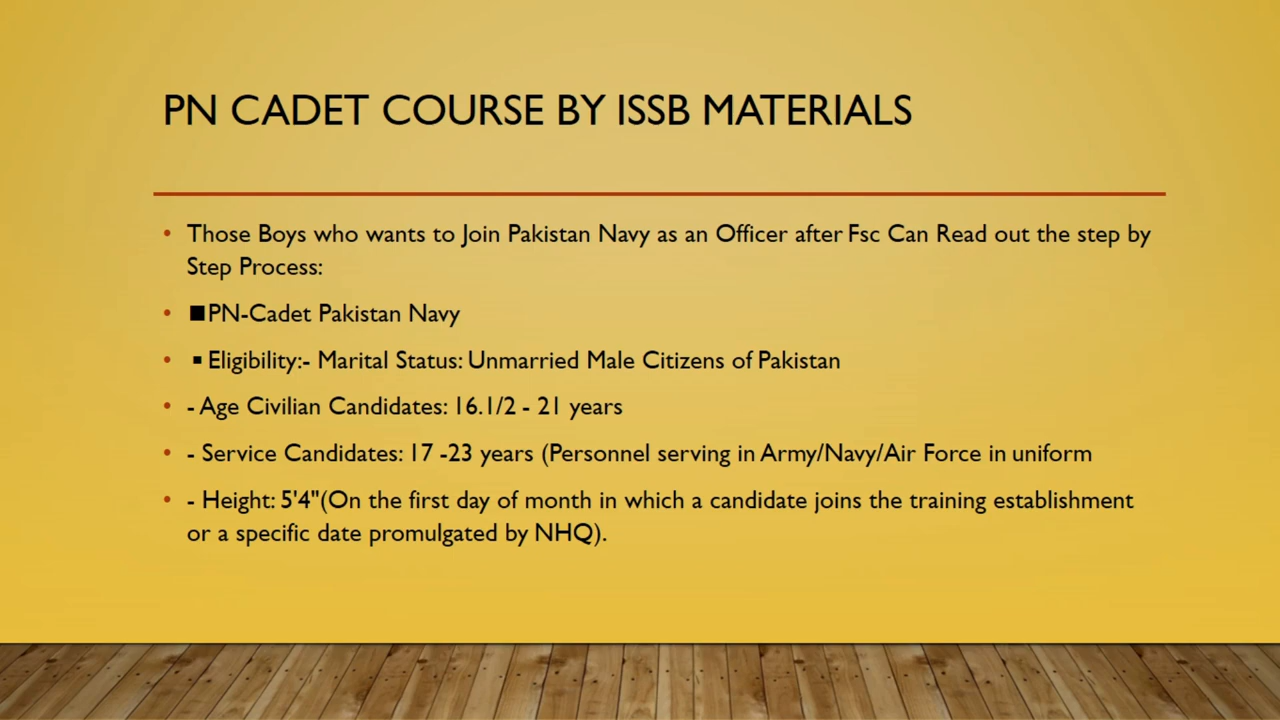 PN CADET COURSE BY ISSB MATERIALS
• Those Boys who wants to Join Pakistan Navy as an Officer after Fsc Can Read out the step by
Step Process:
• ■PN-Cadet Pakistan Navy
• ▪ Eligibility:- Marital Status: Unmarried Male Citizens of Pakistan
• - Age Civilian Candidates: 16.1/2 - 21 years
• - Service Candidates: 17 -23 years (Personnel serving in Army/Navy/Air Force in uniform
• - Height: 5'4"(On the first day of month in which a candidate joins the training establishment
or a specific date promulgated by NHQ).